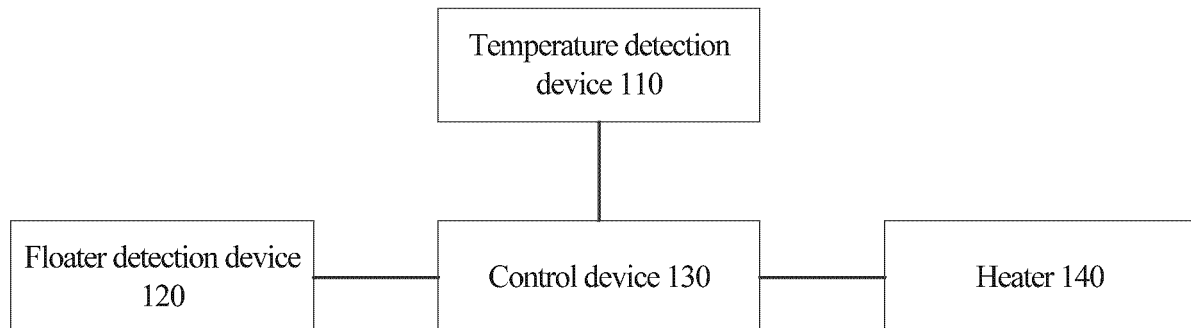 Temperature detection
device 110
Floater detection device
120
Control device 130
Heater 140